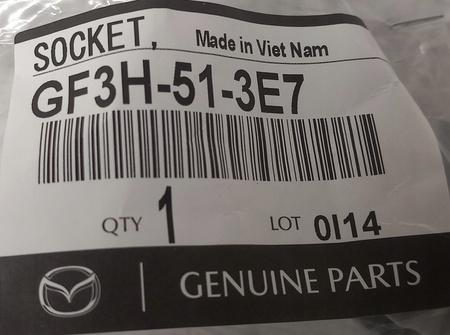 SOCKET, Made in Viet Nam
GF3H-51-3E7
QTY 1 LOT 0I14
GENUINE PARTS